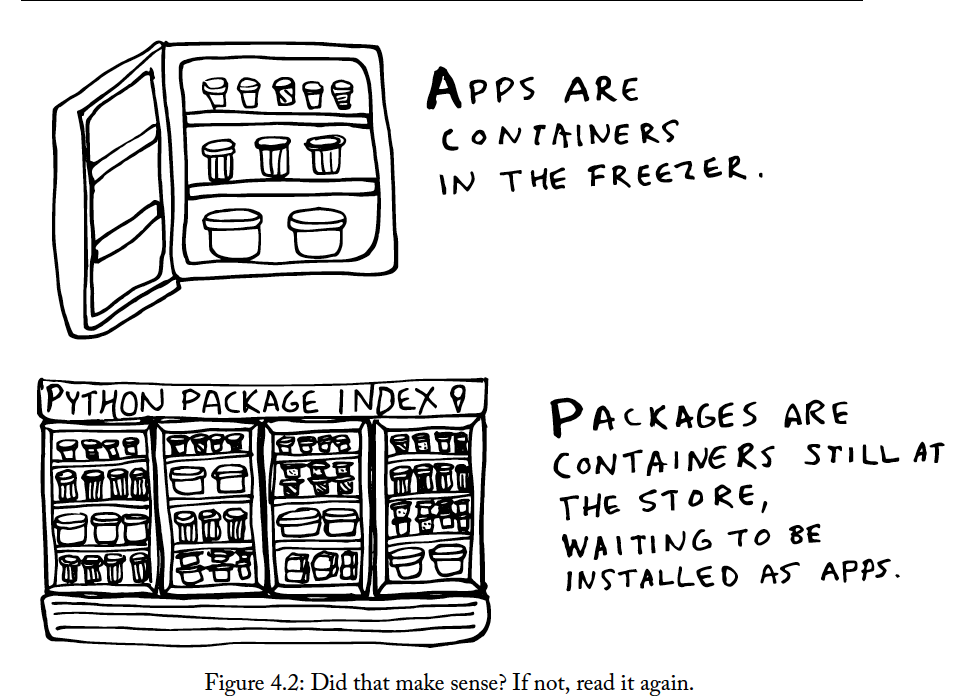 APPS ARE
CONTAINERS
IN THE FREEZER.
PYTHON PACKAGE INDEX
PACKAGES ARE
CONTAINERS STILL AT
THE STORE,
WAITING TO BE
INSTALLED AS APPS.
Figure 4.2: Did that make sense? If not, read it again.